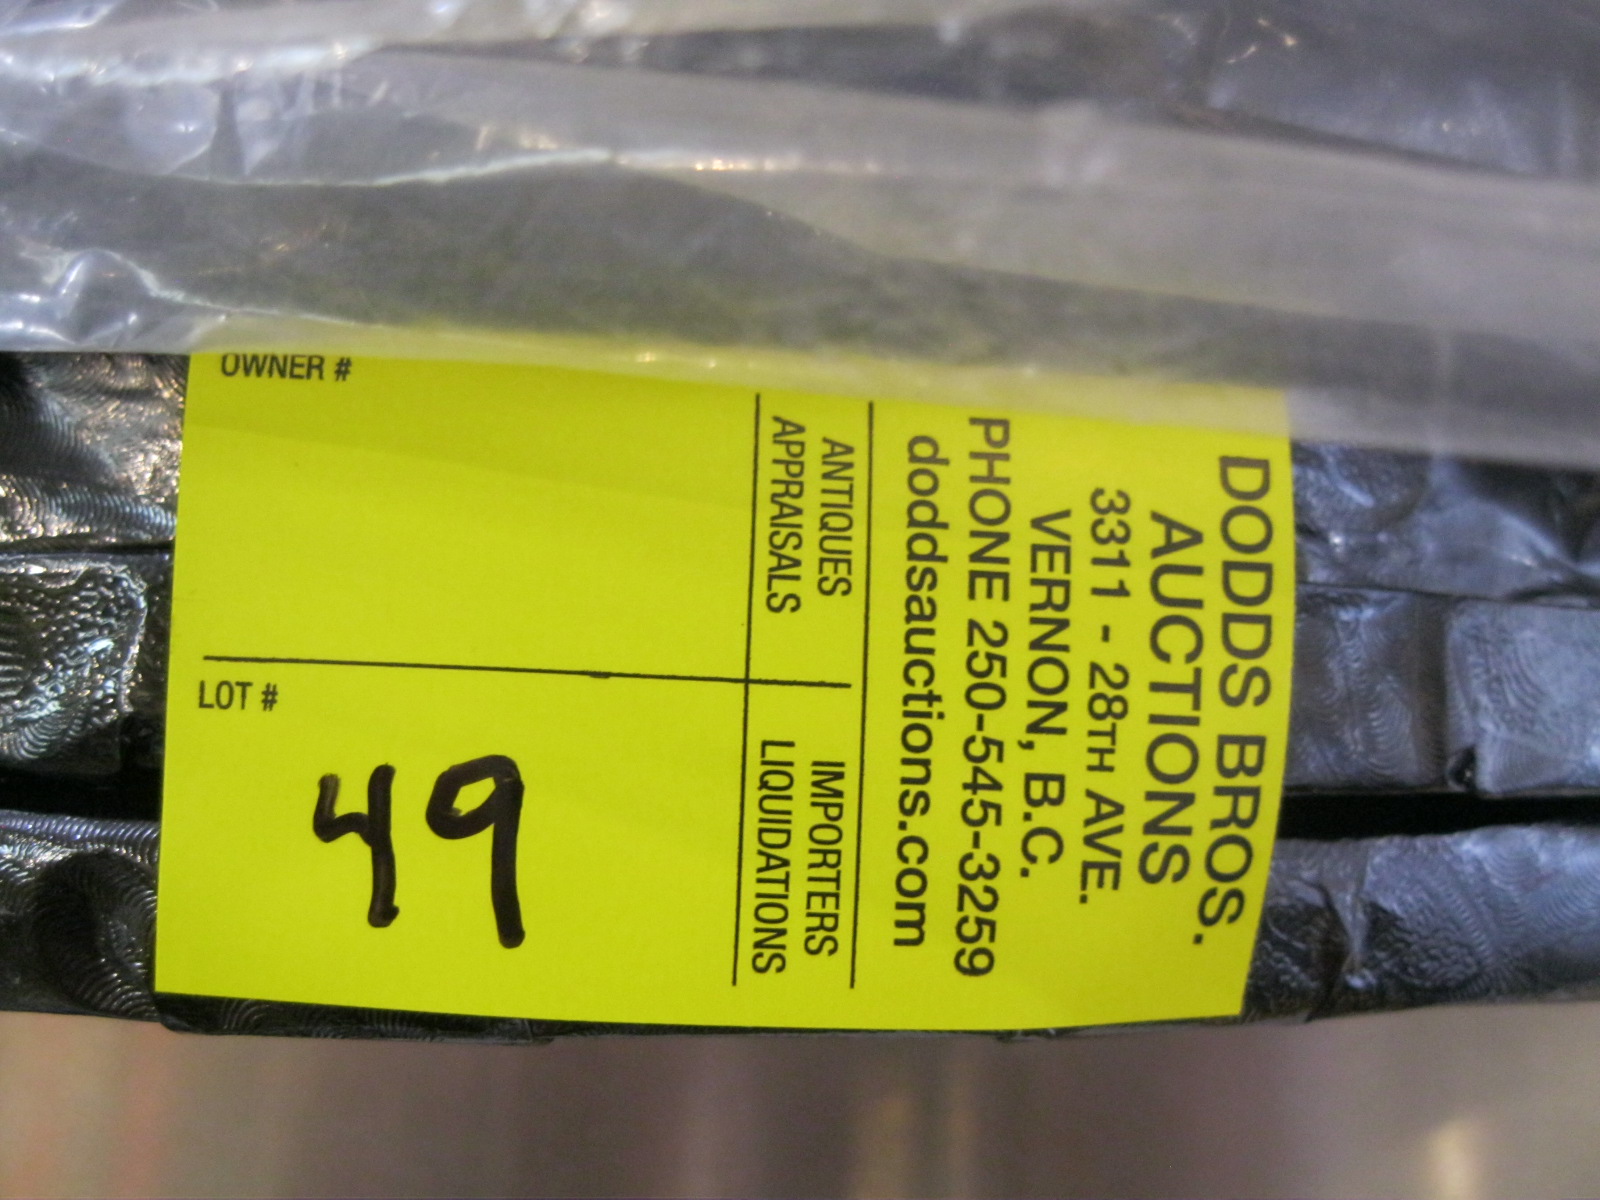 DODDS BROS.
AUCTIONS
3311 - 28TH AVE.
VERNON, B.C.
PHONE 250-545-3259
doddsauctions.com
ANTIQUES
APPRAISALS
IMPORTERS
LIQUIDATIONS
OWNER #
LOT #
49